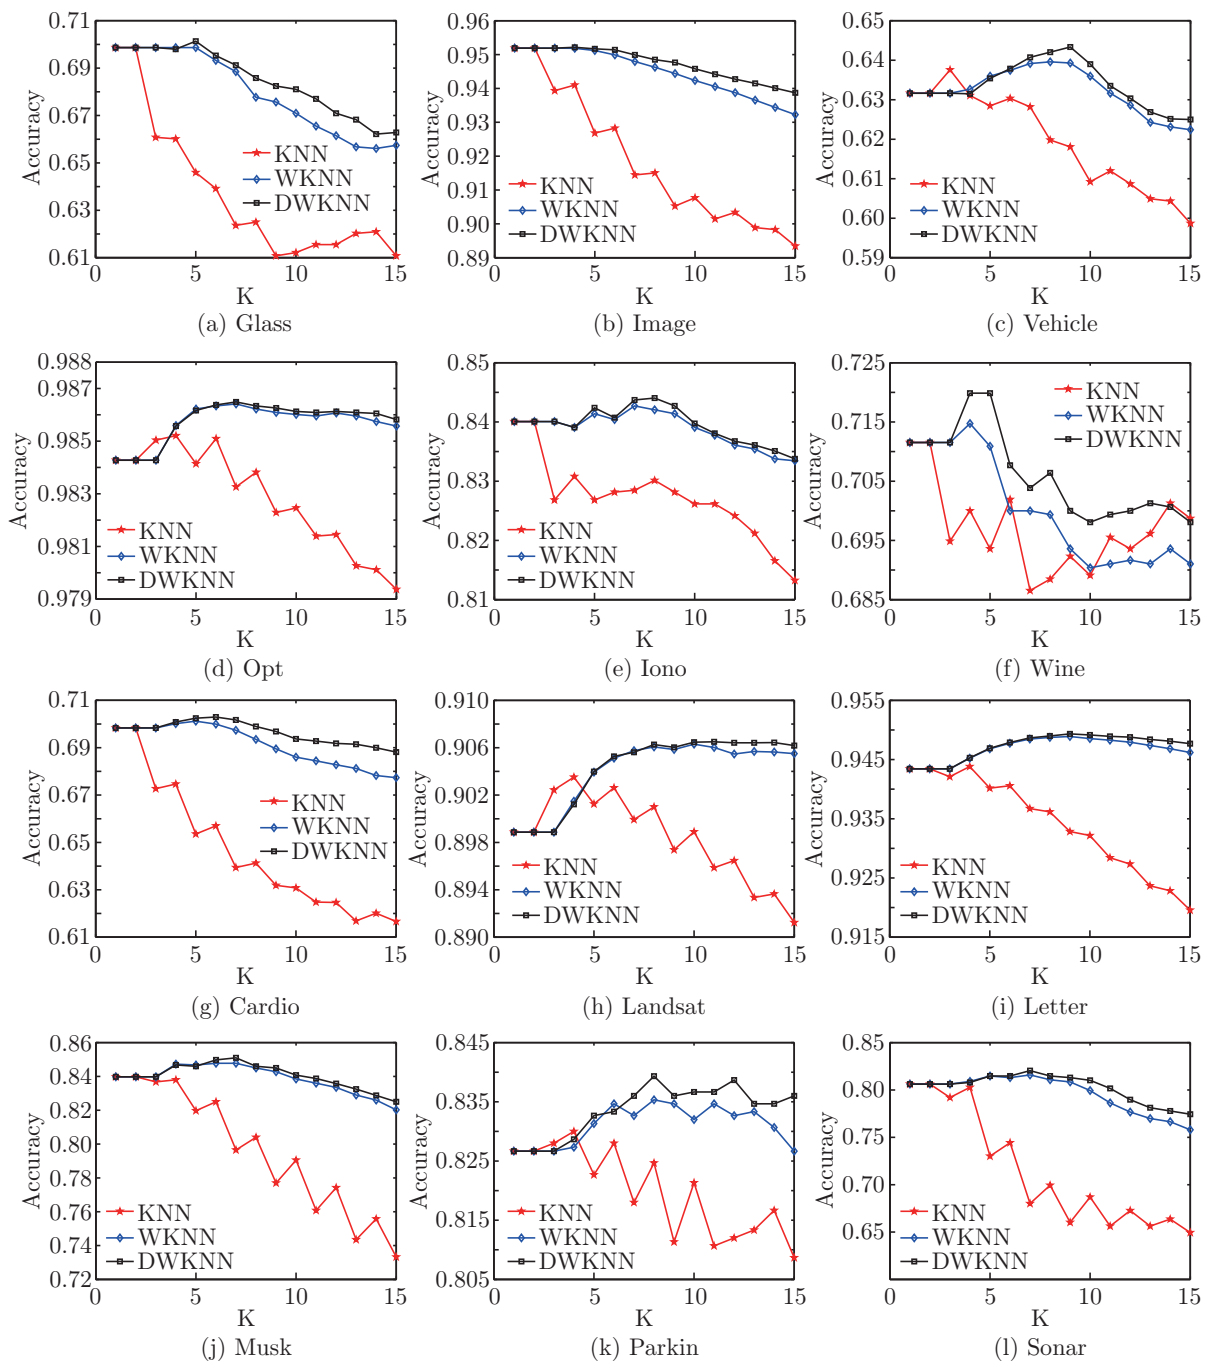 0.71
0.69
0.67
0.65
0.63
0.61
Accuracy
KNN
WKNN
DWKNN
0 5 10 15
K
(a) Glass
0.96
0.95
0.94
0.93
0.92
0.91
0.90
0.89
Accuracy
KNN
WKNN
DWKNN
0 5 10 15
K
(b) Image
0.65
0.64
0.63
0.62
0.61
0.60
0.59
Accuracy
KNN
WKNN
DWKNN
0 5 10 15
K
(c) Vehicle
0.988
0.987
0.985
0.983
0.981
0.979
Accuracy
KNN
WKNN
DWKNN
0 5 10 15
K
(d) Opt
0.85
0.84
0.83
0.82
0.81
Accuracy
KNN
WKNN
DWKNN
0 5 10 15
K
(e) Iono
0.725
0.715
0.705
0.695
0.685
Accuracy
KNN
WKNN
DWKNN
0 5 10 15
K
(f) Wine
0.71
0.69
0.67
0.65
0.63
0.61
Accuracy
KNN
WKNN
DWKNN
0 5 10 15
K
(g) Cardio
0.910
0.906
0.902
0.898
0.894
0.890
Accuracy
KNN
WKNN
DWKNN
0 5 10 15
K
(h) Landsat
0.955
0.945
0.935
0.925
0.915
Accuracy
KNN
WKNN
DWKNN
0 5 10 15
K
(i) Letter
0.86
0.84
0.82
0.80
0.78
0.76
0.74
0.72
Accuracy
KNN
WKNN
DWKNN
0 5 10 15
K
(j) Musk
0.845
0.835
0.825
0.815
0.805
Accuracy
KNN
WKNN
DWKNN
0 5 10 15
K
(k) Parkin
0.85
0.80
0.75
0.70
0.65
Accuracy
KNN
WKNN
DWKNN
0 5 10 15
K
(l) Sonar